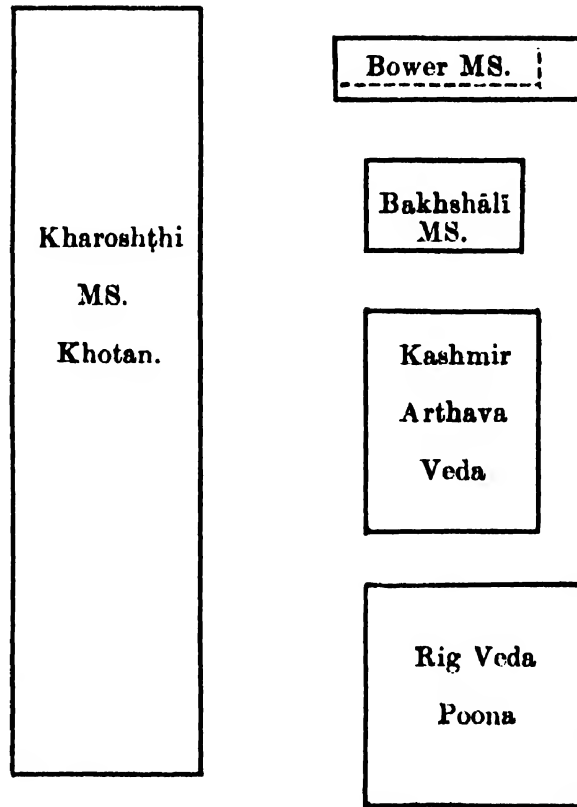 Kharoshṭhi
MS.
Khotan.
Bower MS.
Bakhshālī
MS.
Kashmir
Arthava
Veda
Rig Veda
Poona